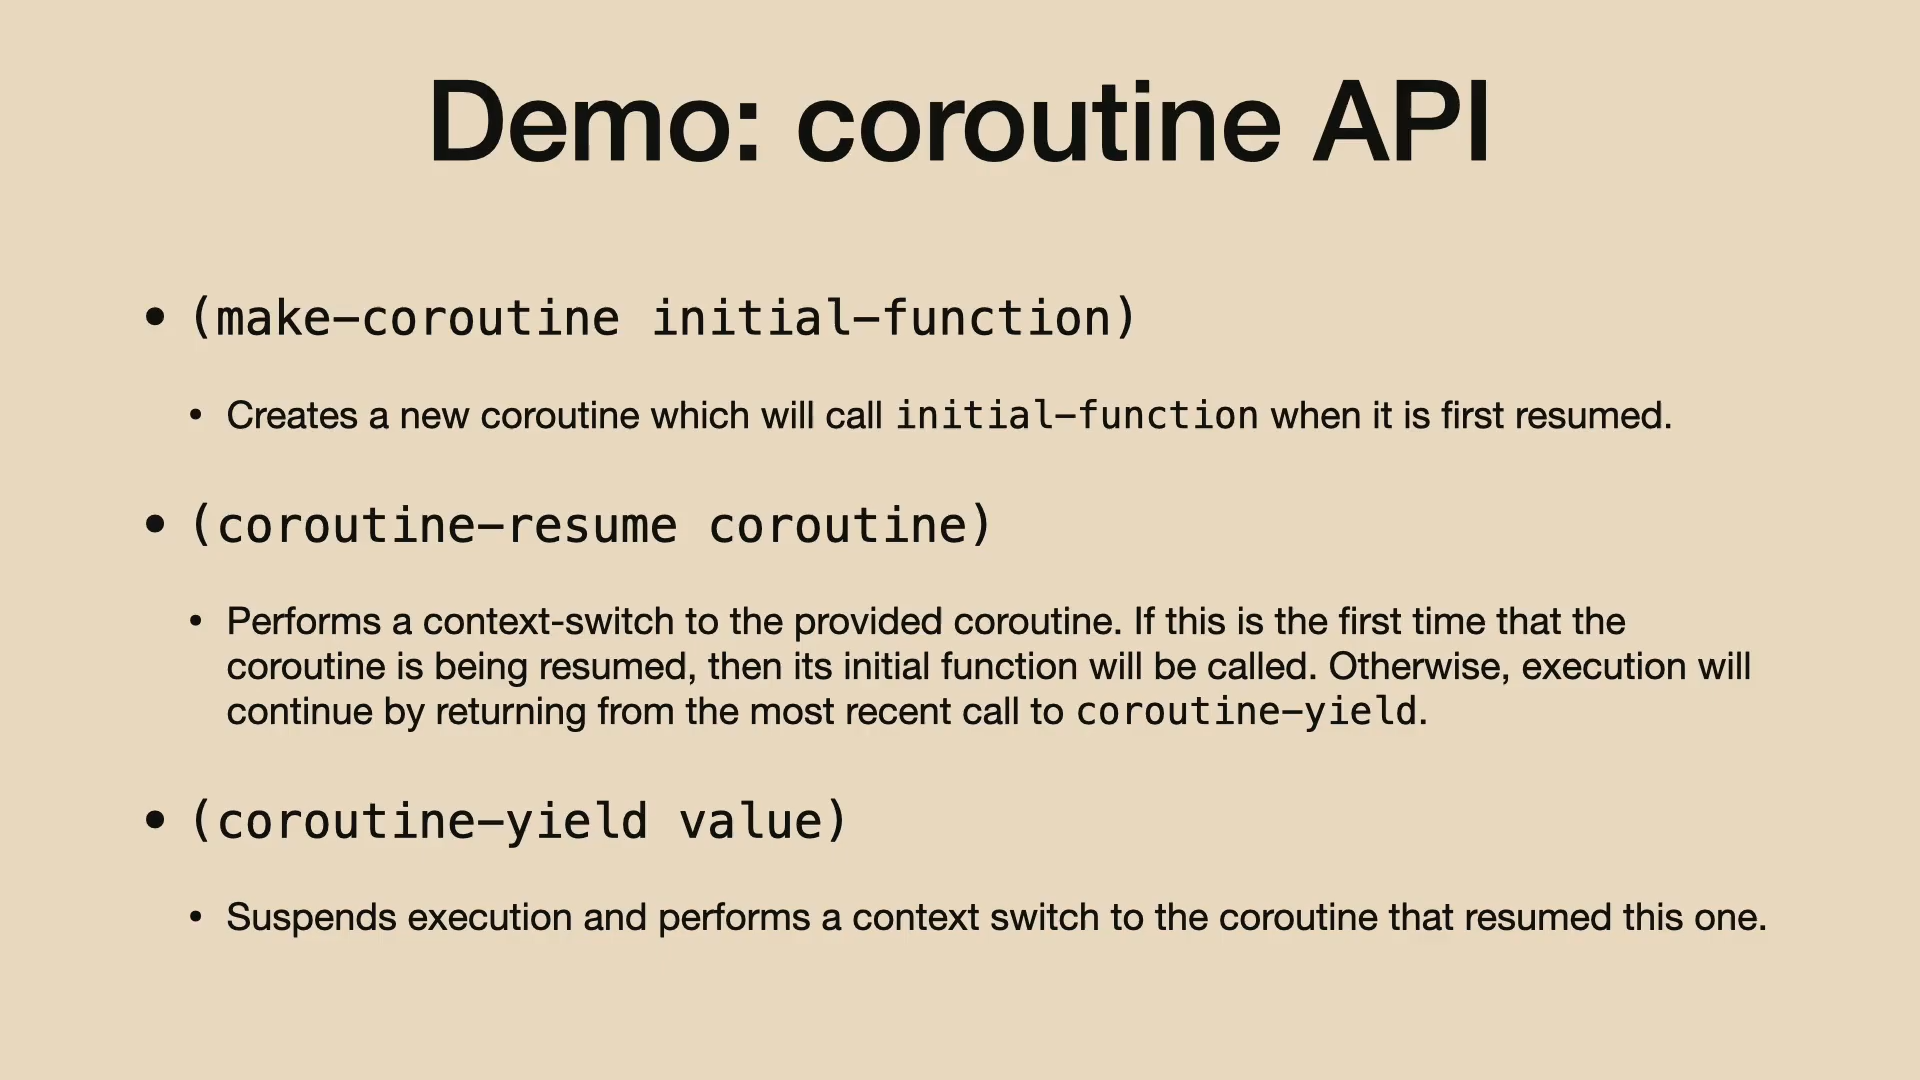 Demo: coroutine API
• (make-coroutine initial-function)
• Creates a new coroutine which will call initial-function when it is first resumed.
• (coroutine-resume coroutine)
• Performs a context-switch to the provided coroutine. If this is the first time that the
coroutine is being resumed, then its initial function will be called. Otherwise, execution will
continue by returning from the most recent call to coroutine-yield.
• (coroutine-yield value)
• Suspends execution and performs a context switch to the coroutine that resumed this one.